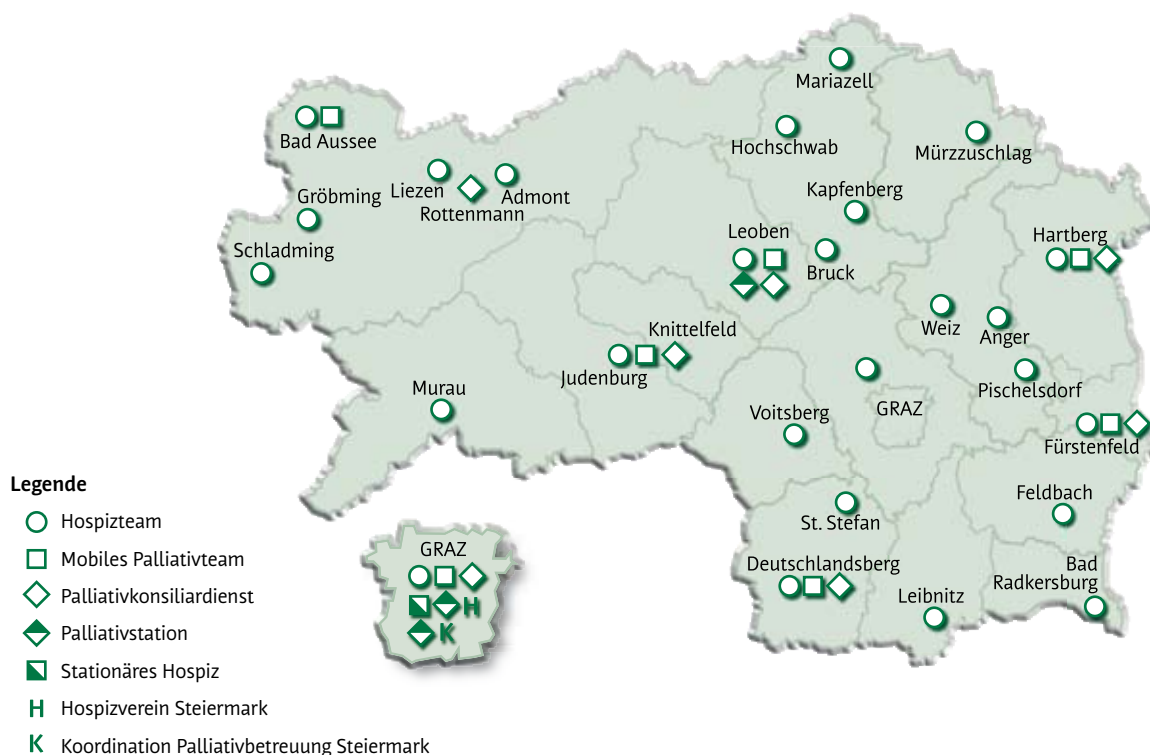 Mariazell
Bad Aussee
Hochschwab
Mürzzuschlag
Liezen
Admont
Rottenmann
Gröbming
Kapfenberg
Schladming
Leoben
Hartberg
Bruck
Weiz
Anger
Knittelfeld
Judenburg
Pischelsdorf
Murau
Voitsberg
GRAZ
Fürstenfeld
Legende
Hospizteam
Mobiles Palliativteam
Palliativkonsiliardienst
Palliativstation
Stationäres Hospiz
H Hospizverein Steiermark
K Koordination Palliativbetreuung Steiermark
GRAZ
H
K
St. Stefan
Feldbach
Deutschlandsberg
Leibnitz
Bad
Radkersburg